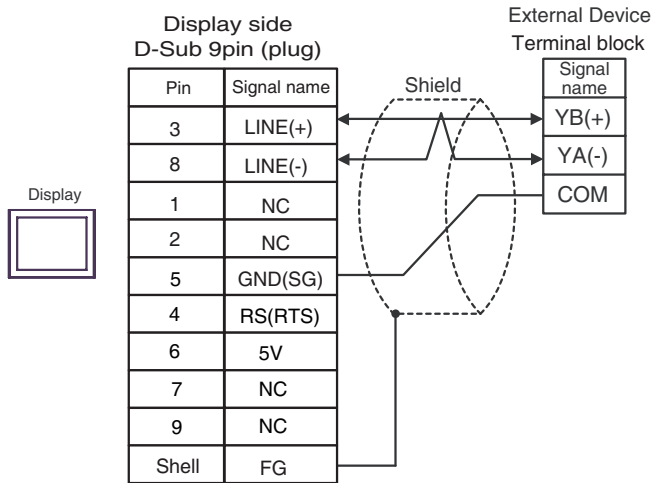 Display side
D-Sub 9pin (plug)
External Device
Terminal block
Pin
Signal name
Shield
Signal
name
3
LINE(+)
YB(+)
8
LINE(-)
YA(-)
Display
1
NC
COM
2
NC
5
GND(SG)
4
RS(RTS)
6
5V
7
NC
9
NC
Shell
FG